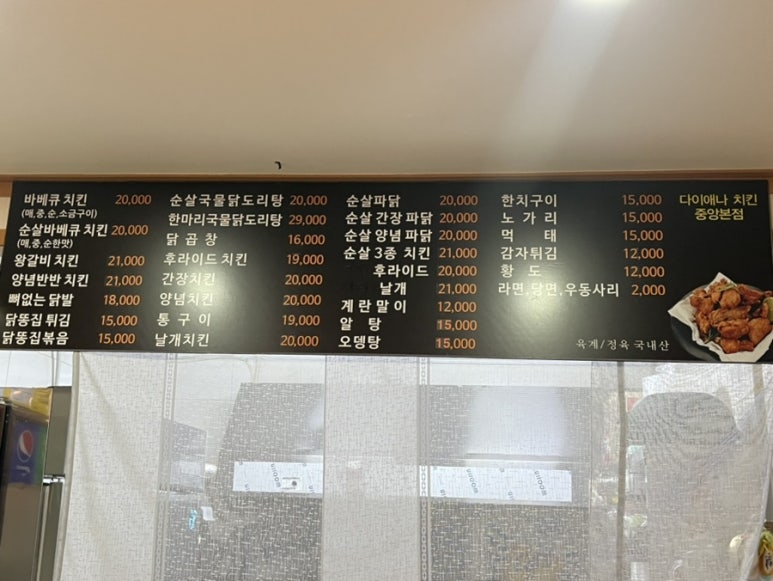 바베큐 치킨 20,000
(매,중,순,소금구이)
순살바베큐 치킨 20,000
(매,중,순한맛)
왕갈비 치킨 21,000
양념반반 치킨 21,000
뼈없는 닭발 18,000
닭똥집 튀김 15,000
닭똥집볶음 15,000
순살국물닭도리탕 20,000
한마리국물닭도리탕 29,000
닭곱창 16,000
후라이드 치킨 19,000
간장치킨 20,000
양념치킨 20,000
통구이 19,000
날개치킨 20,000
순살파닭 20,000
순살 간장 파닭 20,000
순살 양념 파닭 20,000
순살 3종 치킨 21,000
후라이드 20,000
날개 21,000
계란말이 12,000
알탕 15,000
오뎅탕 15,000
한치구이 15,000
노가리 15,000
먹태 15,000
감자튀김 12,000
황도 12,000
라면,당면,우동사리 2,000
다이애나 치킨
중앙본점
육계/정육 국내산